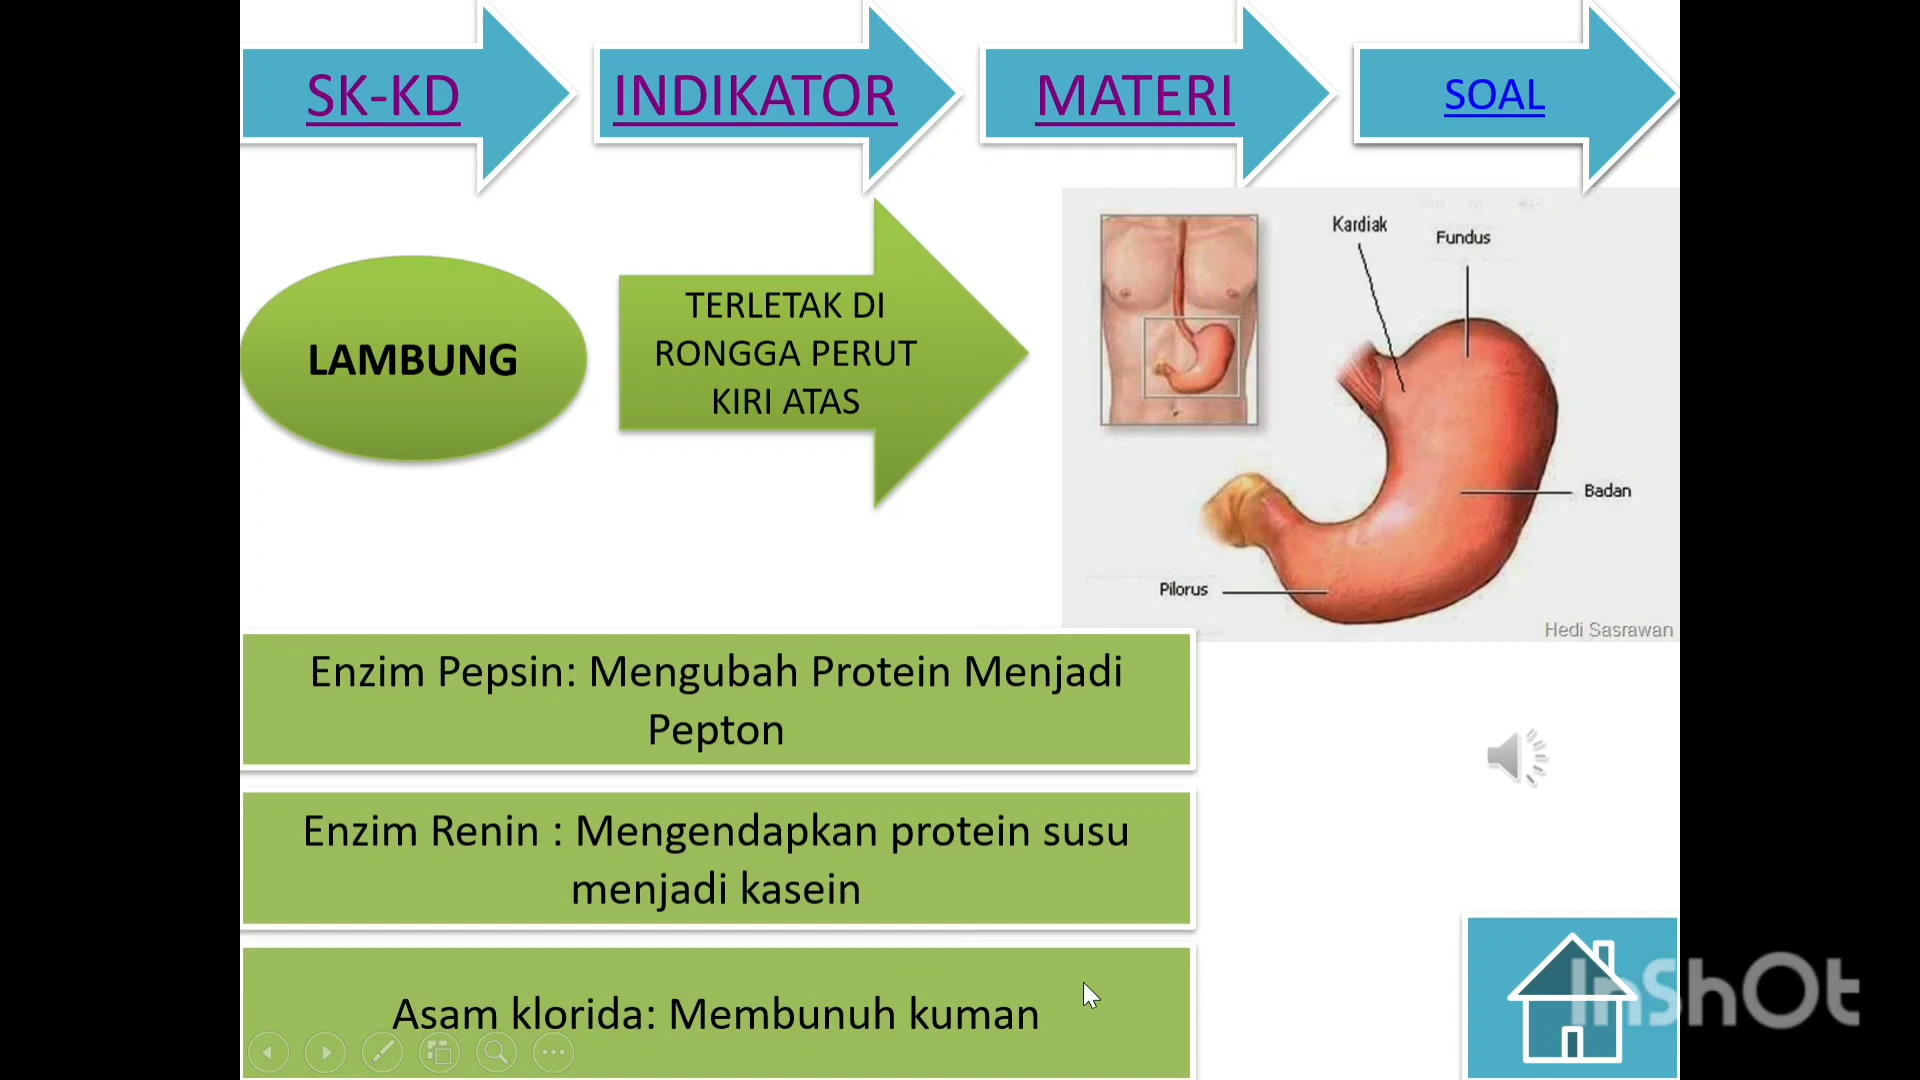 SK-KD
INDIKATOR
MATERI
SOAL
LAMBUNG
TERLETAK DI
RONGGA PERUT
KIRI ATAS
Kardiak
Fundus
Badan
Pilorus
Hedi Sasrawan
Enzim Pepsin: Mengubah Protein Menjadi
Pepton
Enzim Renin : Mengendapkan protein susu
menjadi kasein
Asam klorida: Membunuh kuman
InShOt